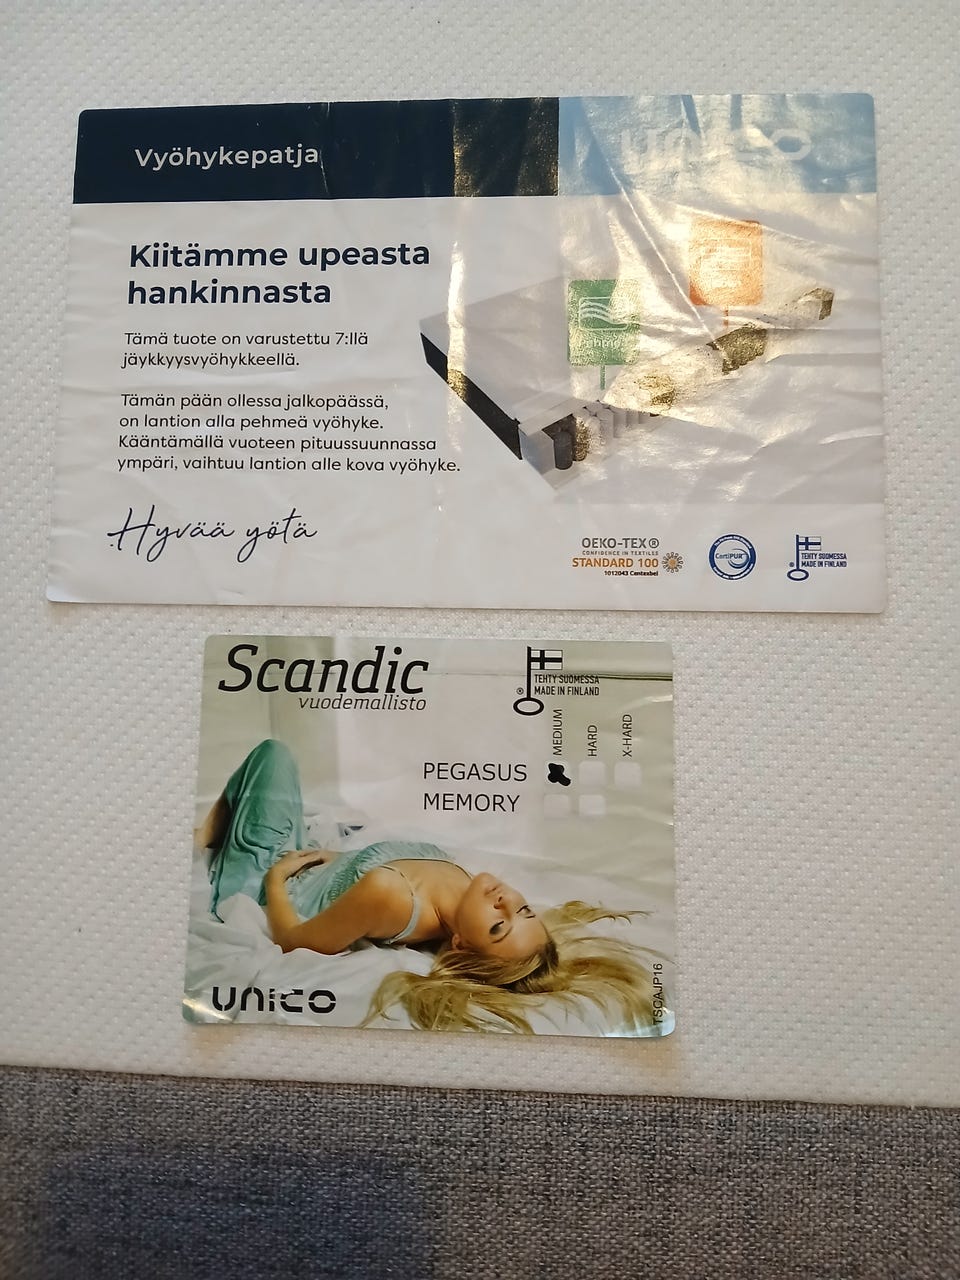 Vyöhykepatja
unico
Kiitämme upeasta
hankinnasta
Tämä tuote on varustettu 7:llä
jäykkyysvyöhykkeellä.
Tämän pään ollessa jalkopäässä,
on lantion alla pehmeä vyöhyke.
Kääntämällä vuoteen pituussuunnassa
ympäri, vaihtuu lantion alle kova vyöhyke.
Pehmeä
Hyvää yötä
OEKO-TEX®
CONFIDENCE IN TEXTILES
STANDARD 100
1012043 Centexbel
CertiPUR
TEHTY SUOMESSA
MADE IN FINLAND
Scandic
vuodemallisto
®
TEHTY SUOMESSA
MADE IN FINLAND
MEDIUM
HARD
X-HARD
PEGASUS
MEMORY
unico
TSCAJP16